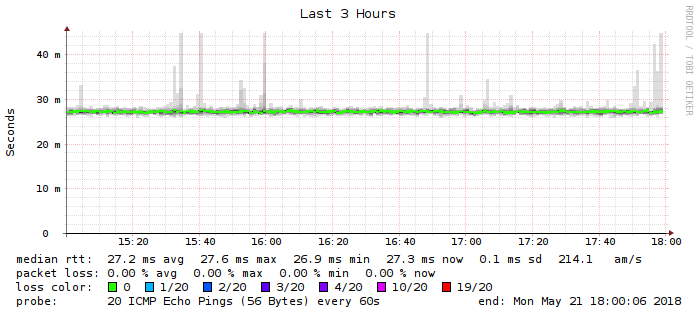 Last 3 Hours
RRDTOOL / TOBI OETIKER
Seconds
40 m
30 m
20 m
10 m
0
15:20 15:40 16:00 16:20 16:40 17:00 17:20 17:40 18:00
median rtt: 27.2 ms avg 27.6 ms max 26.9 ms min 27.3 ms now 0.1 ms sd 214.1 am/s
packet loss: 0.00 % avg 0.00 % max 0.00 % min 0.00 % now
loss color: 0 1/20 2/20 3/20 4/20 10/20 19/20
probe: 20 ICMP Echo Pings (56 Bytes) every 60s end: Mon May 21 18:00:06 2018